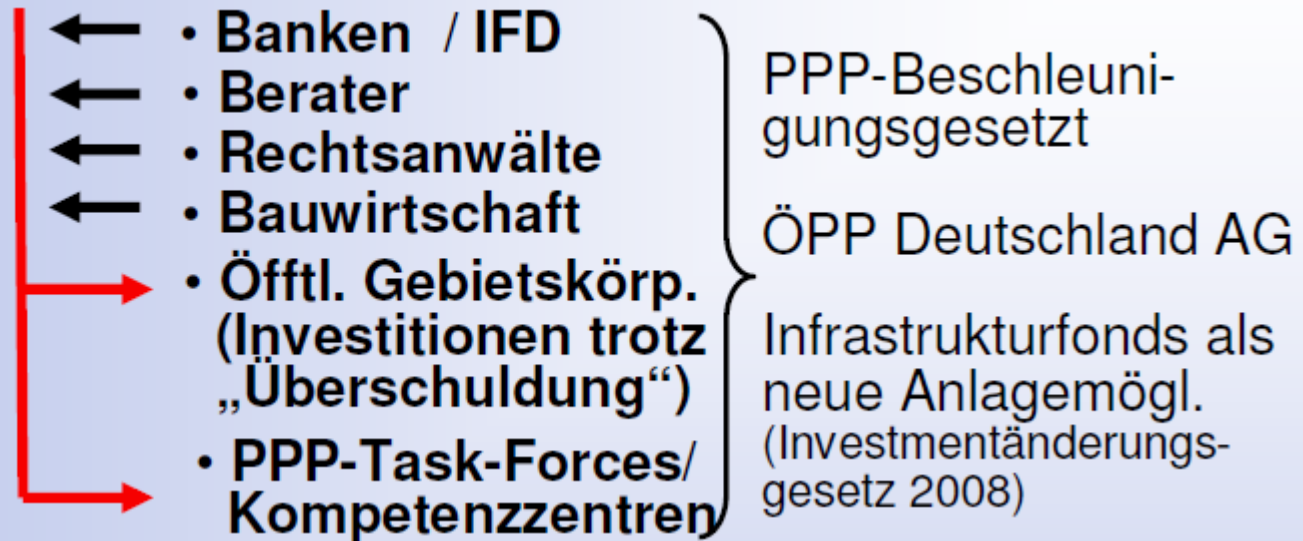 • Banken / IFD
• Berater
• Rechtsanwälte
• Bauwirtschaft
• Öfftl. Gebietskörp.
(Investitionen trotz
„Überschuldung“)
• PPP-Task-Forces/
Kompetenzzentren
PPP-Beschleuni-
gungsgesetzt
ÖPP Deutschland AG
Infrastrukturfonds als
neue Anlagemögl.
(Investmentänderungs-
gesetz 2008)